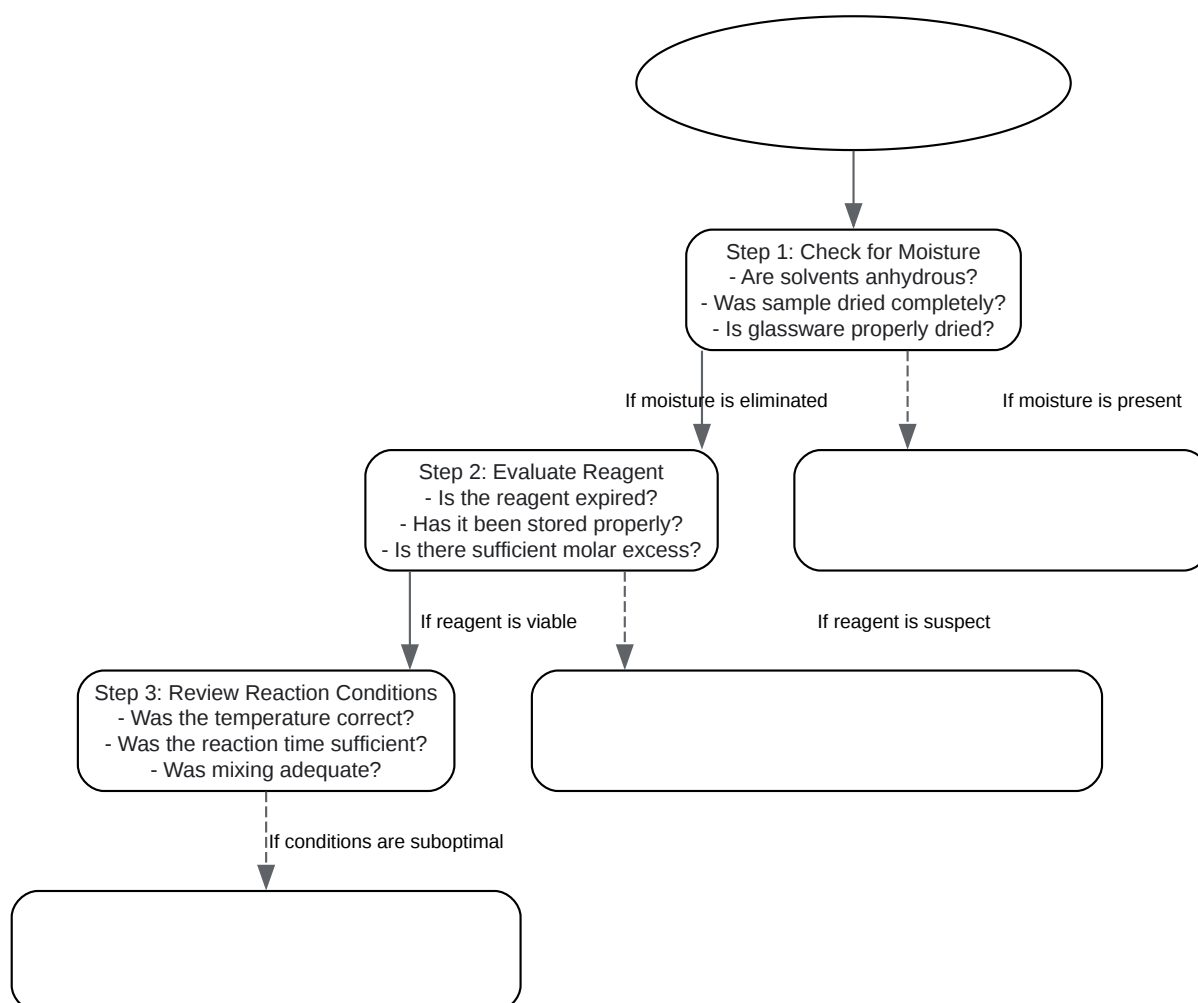 Step 1: Check for Moisture
- Are solvents anhydrous?
- Was sample dried completely?
- Is glassware properly dried?
If moisture is eliminated
If moisture is present
Step 2: Evaluate Reagent
- Is the reagent expired?
- Has it been stored properly?
- Is there sufficient molar excess?
If reagent is viable
If reagent is suspect
Step 3: Review Reaction Conditions
- Was the temperature correct?
- Was the reaction time sufficient?
- Was mixing adequate?
If conditions are suboptimal